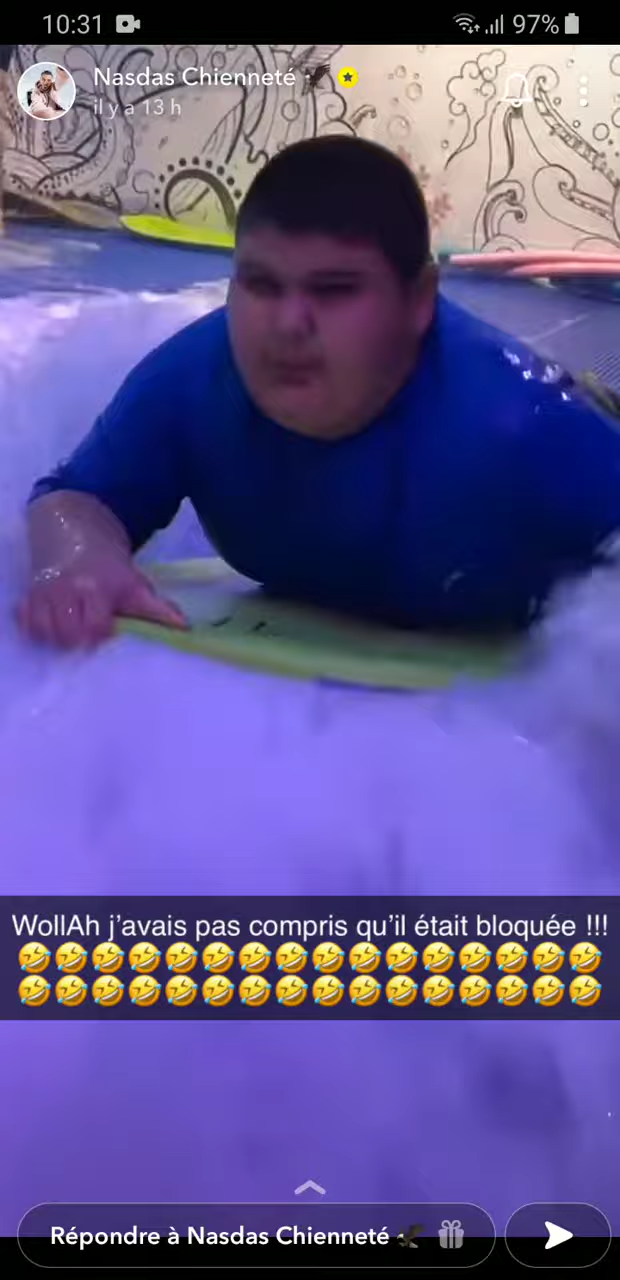 10:31 97%
Nasdas Chienneté
il y a 13 h
WollAh j'avais pas compris qu'il était bloquée !!!
🤣🤣🤣🤣🤣🤣🤣🤣🤣🤣🤣🤣🤣🤣🤣🤣
🤣🤣🤣🤣🤣🤣🤣🤣🤣🤣🤣🤣🤣🤣🤣🤣
Répondre à Nasdas Chienneté